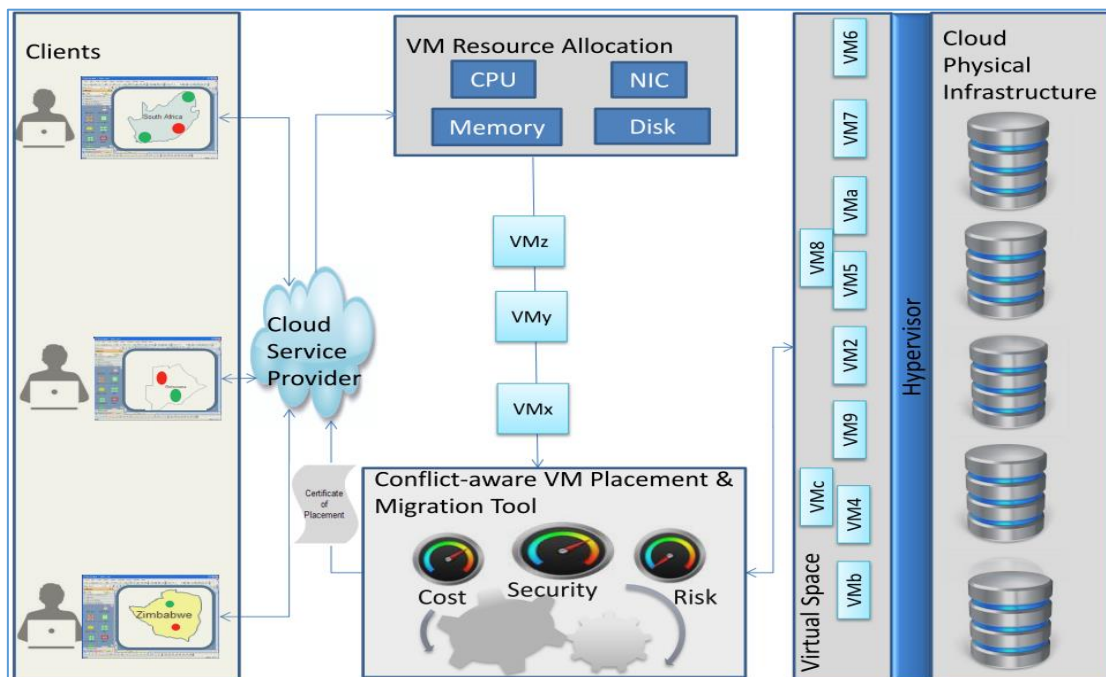 Clients
South Africa
Zimbabwe
Cloud
Service
Provider
Certificate
of
Placement
VM Resource Allocation
CPU
NIC
Memory
Disk
VMz
VMy
VMx
Conflict-aware VM Placement &
Migration Tool
Cost
Security
Risk
VM6
VM7
VMa
VM8
VM5
VM2
VM9
VMc
VM4
VMb
Virtual Space
Hypervisor
Cloud
Physical
Infrastructure